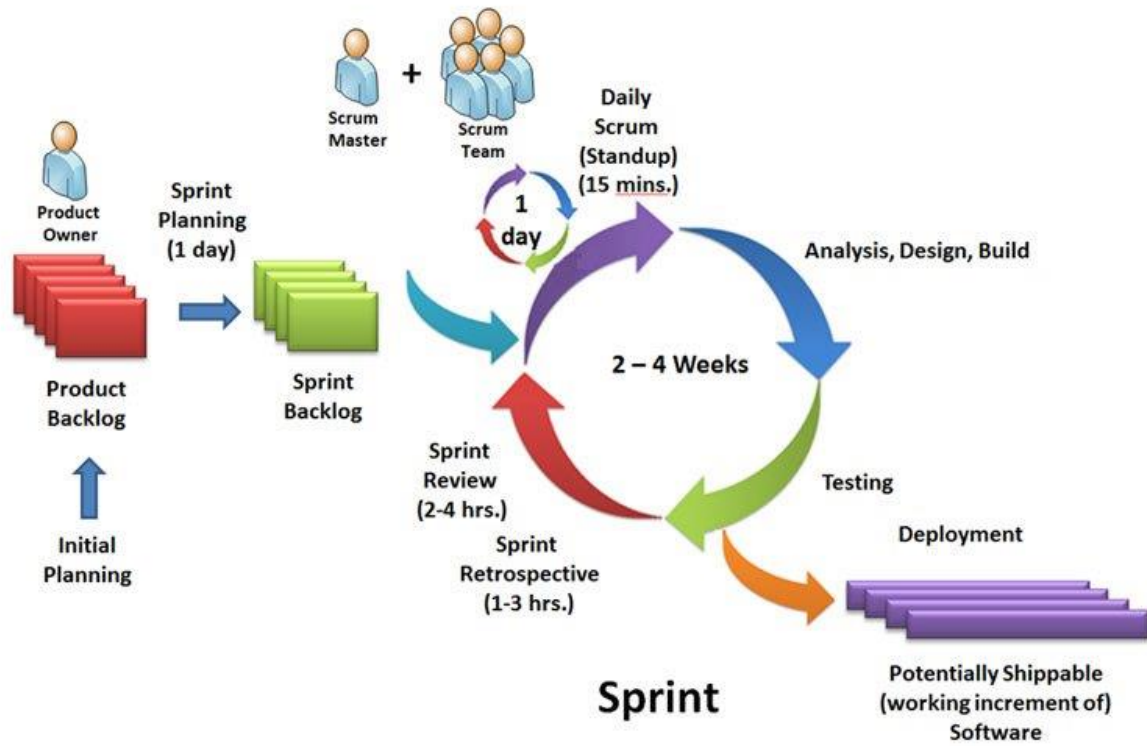 Scrum
Master
+
Scrum
Team
Product
Owner
Sprint
Planning
(1 day)
Daily
Scrum
(Standup)
(15 mins.)
1
day
Analysis, Design, Build
2 – 4 Weeks
Product
Backlog
Sprint
Backlog
Initial
Planning
Sprint
Review
(2-4 hrs.)
Sprint
Retrospective
(1-3 hrs.)
Testing
Deployment
Potentially Shippable
(working increment of)
Software
Sprint